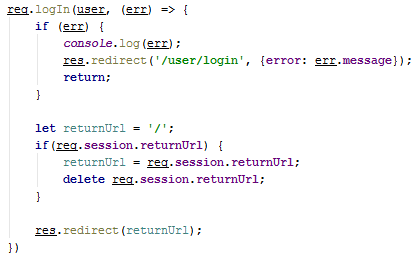 req.logIn(user, (err) => {
    if (err) {
        console.log(err);
        res.redirect('/user/login', {error: err.message});
        return;
    }

    let returnUrl = '/';
    if(req.session.returnUrl) {
        returnUrl = req.session.returnUrl;
        delete req.session.returnUrl;
    }

    res.redirect(returnUrl);
})